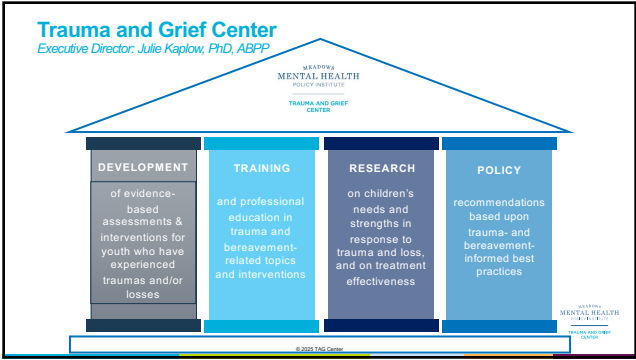 Trauma and Grief Center
Executive Director: Julie Kaplow, PhD, ABPP
MEADOWS
MENTAL HEALTH
POLICY INSTITUTE
TRAUMA AND GRIEF
CENTER
DEVELOPMENT
of evidence-
based
assessments &
interventions for
youth who have
experienced
traumas and/or
losses
TRAINING
and professional
education in
trauma and
bereavement-
related topics
and interventions
RESEARCH
on children's
needs and
strengths in
response to
trauma and loss,
and on treatment
effectiveness
POLICY
recommendations
based upon
trauma- and
bereavement-
informed best
practices
MEADOWS
MENTAL HEALTH
POLICY INSTITUTE
TRAUMA AND GRIEF
CENTER
© 2025 TAG Center